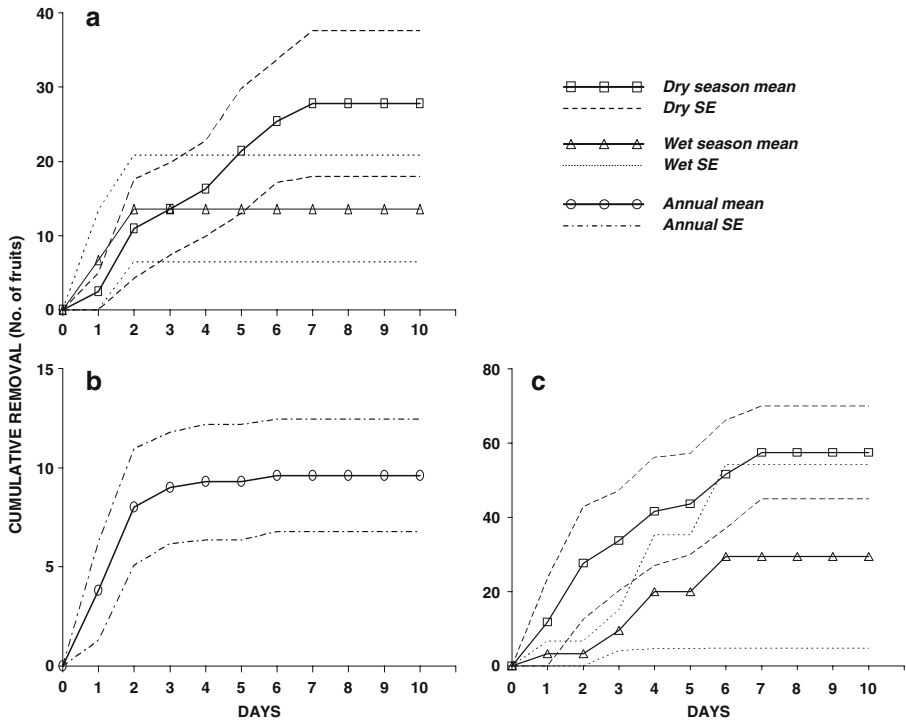 a
40
30
20
10
0
0 1 2 3 4 5 6 7 8 9 10
Dry season mean
Dry SE
Wet season mean
Wet SE
Annual mean
Annual SE
CUMULATIVE REMOVAL (No. of fruits)
b
15
10
5
0
0 1 2 3 4 5 6 7 8 9 10
DAYS
c
80
60
40
20
0
0 1 2 3 4 5 6 7 8 9 10
DAYS